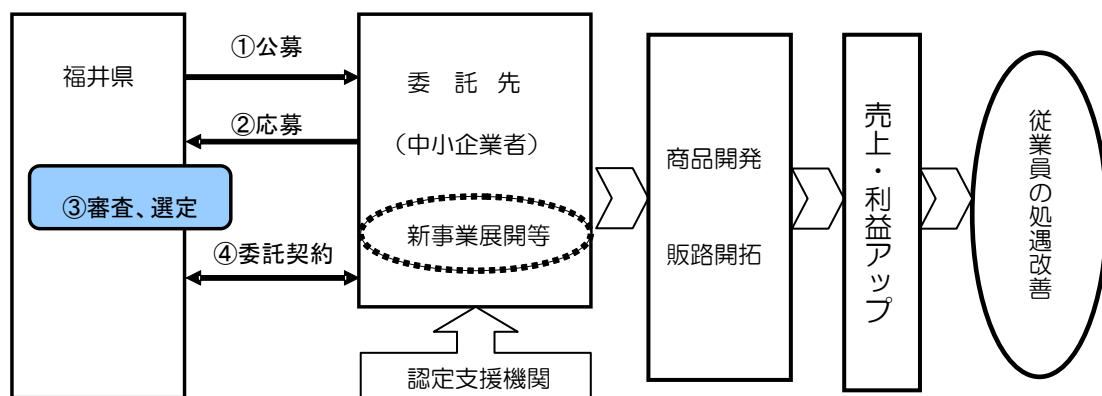 福井県
①公募
②応募
③審査、選定
④委託契約
委　託　先
（中小企業者）
新事業展開等
認定支援機関
商品開発
販路開拓
売上・利益アップ
従業員の処遇改善